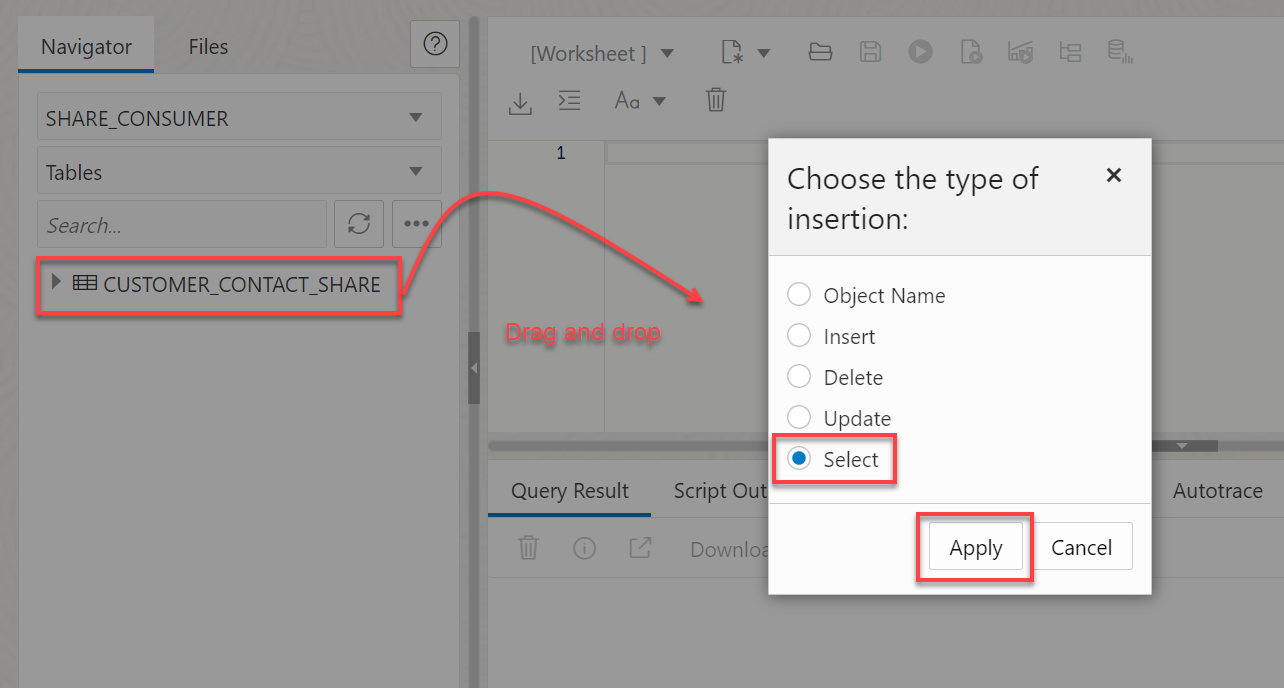 Navigator
Files
[Worksheet ]
Aa
SHARE_CONSUMER
Tables
Search...
CUSTOMER_CONTACT_SHARE
1
Drag and drop
Choose the type of
insertion:
Object Name
Insert
Delete
Update
Select
Apply
Cancel
Query Result
Script Out
Autotrace
Downloa